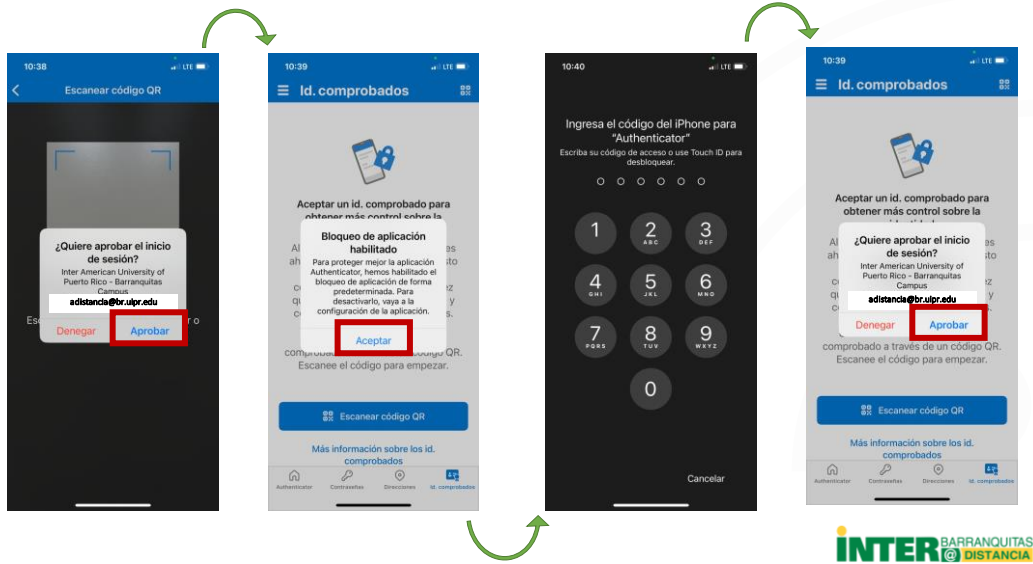 10:38
LTE
Escanear código QR
¿Quiere aprobar el inicio
de sesión?
Inter American University of
Puerto Rico - Barranquitas
Campus
adistancia@br.uipr.edu
Denegar
Aprobar
10:39
LTE
Id. comprobados
Aceptar un id. comprobado para
obtener más control sobre la
Bloqueo de aplicación
habilitado
Para proteger mejor la aplicación
Authenticator, hemos habilitado el
bloqueo de aplicación de forma
predeterminada. Para
desactivarlo, vaya a la
configuración de la aplicación.
Aceptar
código QR.
Escanee el código para empezar.
Escanear código QR
Más información sobre los id.
comprobados
Authenticator
Contraseñas
Direcciones
Id. comprobados
10:40
LTE
Ingresa el código del iPhone para
"Authenticator"
Escriba su código de acceso o use Touch ID para
desbloquear.
1
2
ABC
3
DEF
4
GHI
5
JKL
6
MNO
7
PQRS
8
TUV
9
WXYZ
0
Cancelar
10:39
LTE
Id. comprobados
Aceptar un id. comprobado para
obtener más control sobre la
¿Quiere aprobar el inicio
de sesión?
Inter American University of
Puerto Rico - Barranquitas
Campus
adistancia@br.uipr.edu
Denegar
Aprobar
comprobado a través de un código QR.
Escanee el código para empezar.
Escanear código QR
Más información sobre los id.
comprobados
Authenticator
Contraseñas
Direcciones
Id. comprobados
INTER BARRANQUITAS
@ DISTANCIA